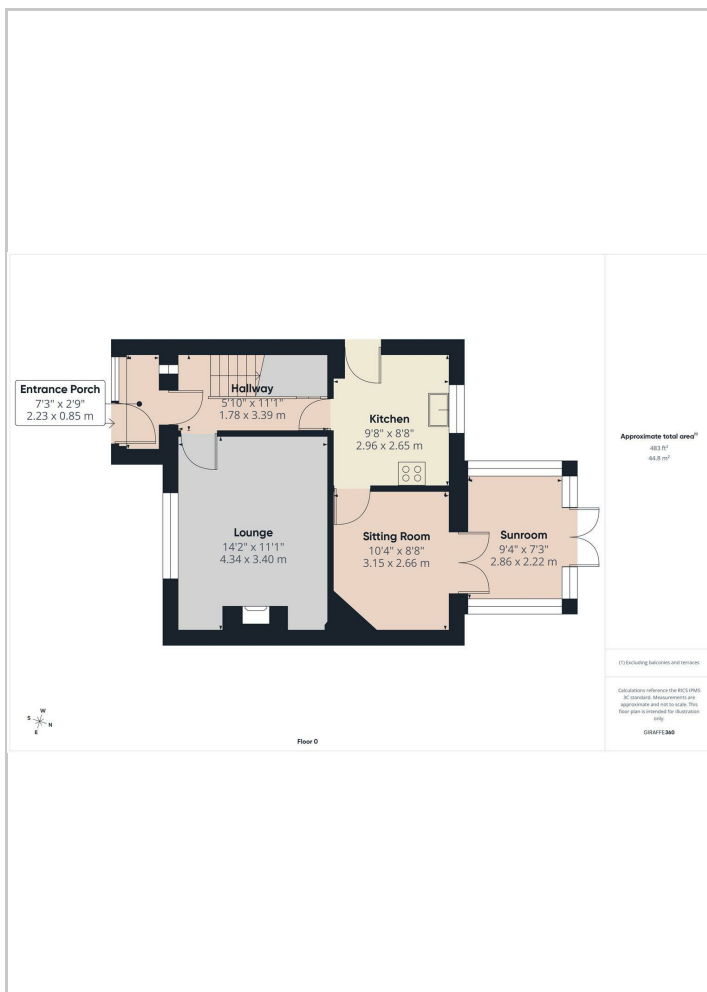 Entrance Porch
7'3" x 2'9"
2.23 x 0.85 m
Hallway
5'10" x 11'1"
1.78 x 3.39 m
Kitchen
9'8" x 8'8"
2.96 x 2.65 m
Lounge
14'2" x 11'1"
4.34 x 3.40 m
Sitting Room
10'4" x 8'8"
3.15 x 2.66 m
Sunroom
9'4" x 7'3"
2.86 x 2.22 m
W
S
N
E
Floor 0
Approximate total area(1)
483 ft²
44.8 m²
(1) Excluding balconies and terraces
Calculations reference the RICS IPMS
3C standard. Measurements are
approximate and not to scale. This
floor plan is intended for illustration
only.
GIRAFFE360